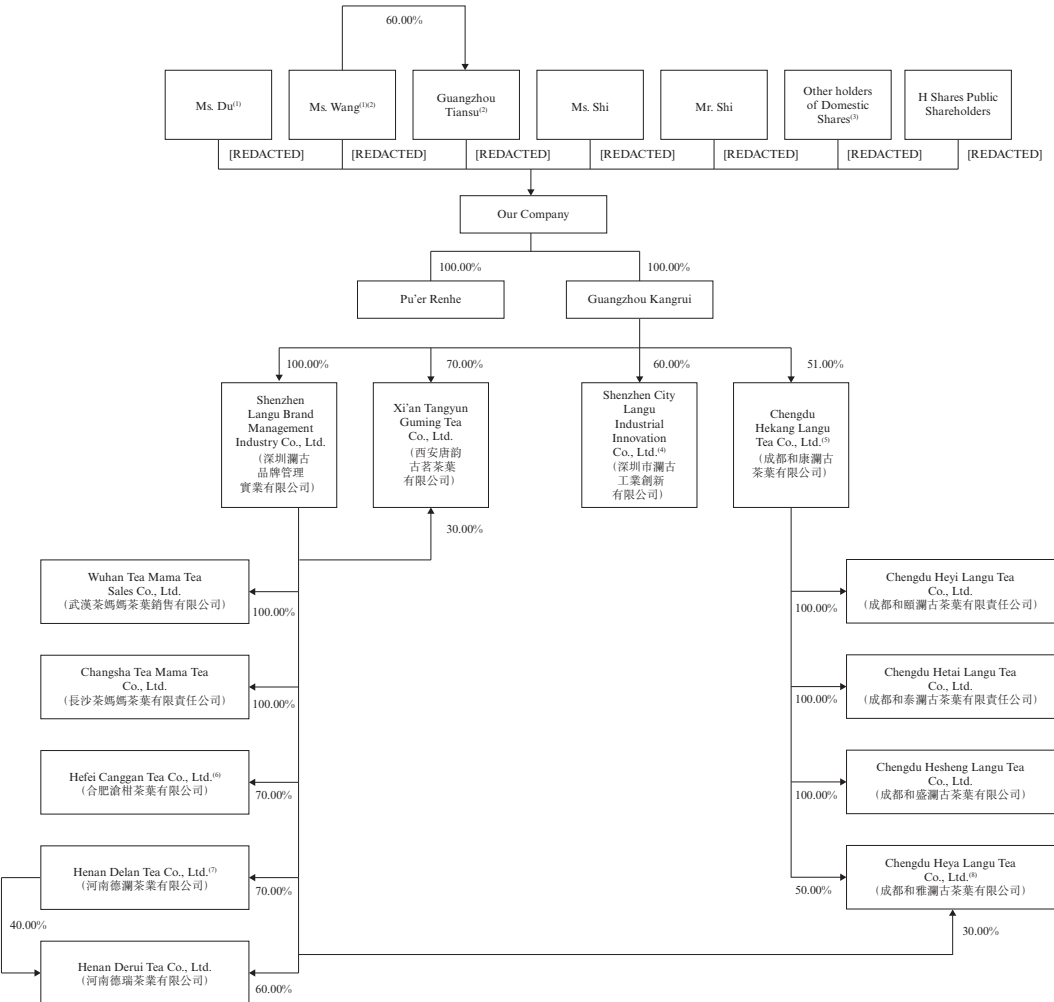 60.00%
Ms. Du(1)
Ms. Wang(1)(2)
Guangzhou
Tiansu(2)
Ms. Shi
Mr. Shi
Other holders
of Domestic
Shares(3)
H Shares Public
Shareholders
[REDACTED]
[REDACTED]
[REDACTED]
[REDACTED]
[REDACTED]
[REDACTED]
[REDACTED]
Our Company
100.00%
100.00%
Pu'er Renhe
Guangzhou Kangrui
100.00%
70.00%
60.00%
51.00%
Shenzhen
Langu Brand
Management
Industry Co., Ltd.
(深圳瀾古
品牌管理
實業有限公司)
Xi'an Tangyun
Guming Tea
Co., Ltd.
(西安唐韵
古茗茶葉
有限公司)
Shenzhen City
Langu
Industrial
Innovation
Co., Ltd.(4)
(深圳市瀾古
工業創新
有限公司)
Chengdu
Hekang Langu
Tea Co., Ltd.(5)
(成都和康瀾古
茶葉有限公司)
30.00%
Wuhan Tea Mama Tea
Sales Co., Ltd.
(武漢茶媽媽茶葉銷售有限公司)
100.00%
Chengdu Heyi Langu Tea
Co., Ltd.
(成都和頤瀾古茶葉有限責任公司)
100.00%
Changsha Tea Mama Tea
Co., Ltd.
(長沙茶媽媽茶葉有限責任公司)
100.00%
Chengdu Hetai Langu Tea
Co., Ltd.
(成都和泰瀾古茶葉有限責任公司)
100.00%
Hefei Canggan Tea Co., Ltd.(6)
(合肥滄柑茶葉有限公司)
70.00%
Chengdu Hesheng Langu Tea
Co., Ltd.
(成都和盛瀾古茶葉有限公司)
100.00%
Henan Delan Tea Co., Ltd.(7)
(河南德瀾茶業有限公司)
70.00%
Chengdu Heya Langu Tea
Co., Ltd.(8)
(成都和雅瀾古茶葉有限公司)
50.00%
40.00%
30.00%
Henan Derui Tea Co., Ltd.
(河南德瑞茶業有限公司)
60.00%